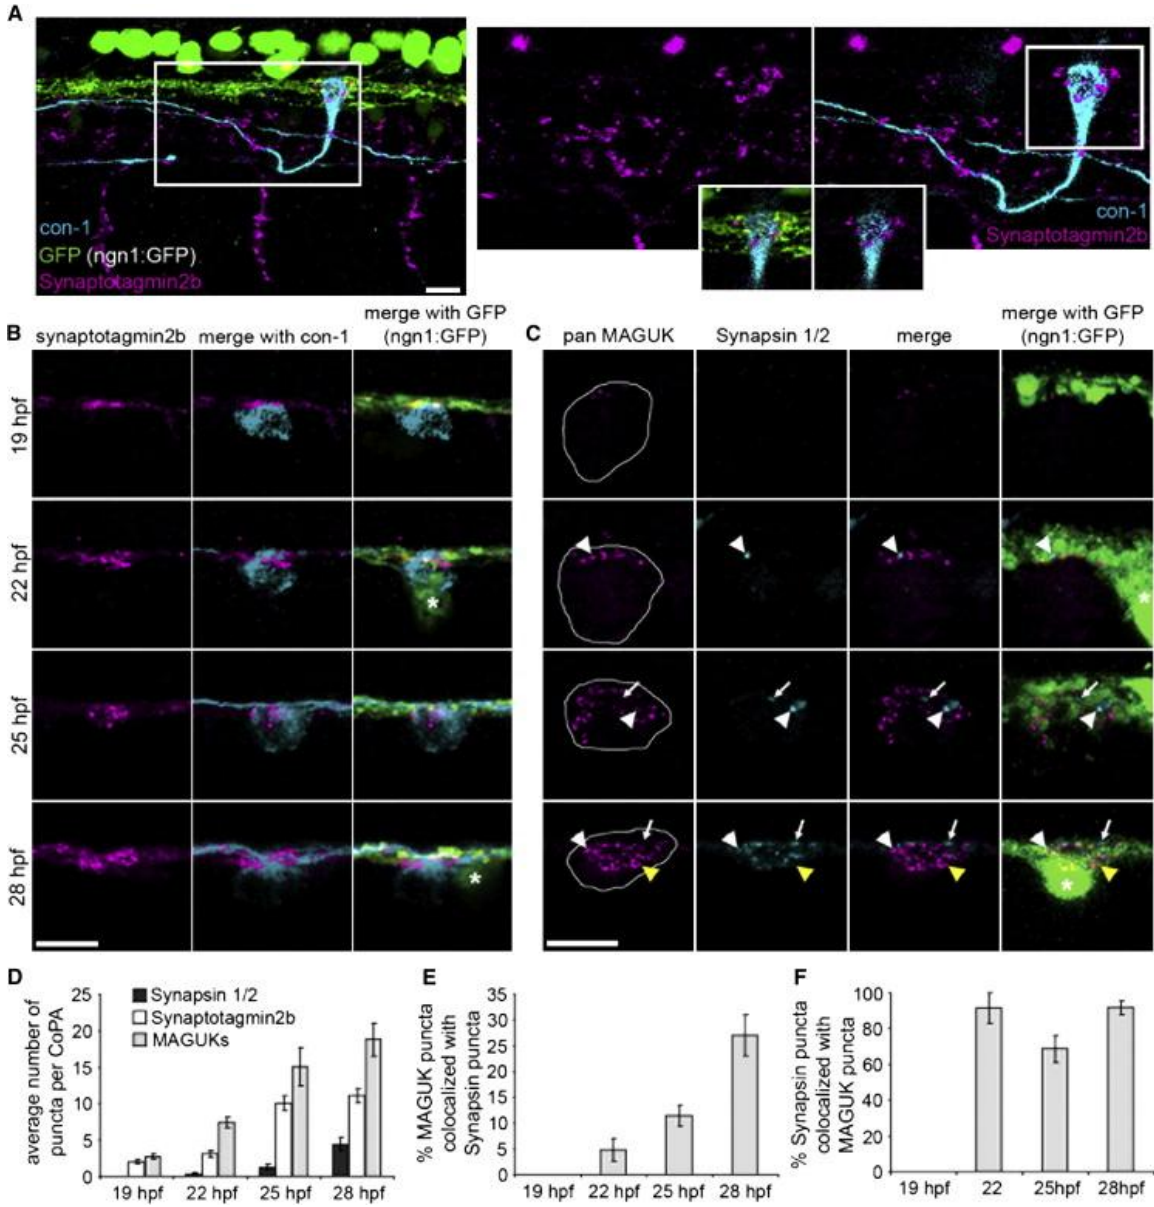 A
con-1
GFP (ngn1:GFP)
Synaptotagmin2b
con-1
Synaptotagmin2b
B
synaptotagmin2b
merge with con-1
merge with GFP
(ngn1:GFP)
19 hpf
22 hpf
*
25 hpf
28 hpf
*
C
pan MAGUK
Synapsin 1/2
merge
merge with GFP
(ngn1:GFP)
*
*
D
average number of
puncta per CoPA
25
20
15
10
5
0
Synapsin 1/2
Synaptotagmin2b
MAGUKs
19 hpf
22 hpf
25 hpf
28 hpf
E
% MAGUK puncta
colocalized with
Synapsin puncta
35
30
25
20
15
10
5
0
19 hpf
22 hpf
25 hpf
28 hpf
F
% Synapsin puncta
colocalized with
MAGUK puncta
100
80
60
40
20
0
19 hpf
22
25hpf
28hpf